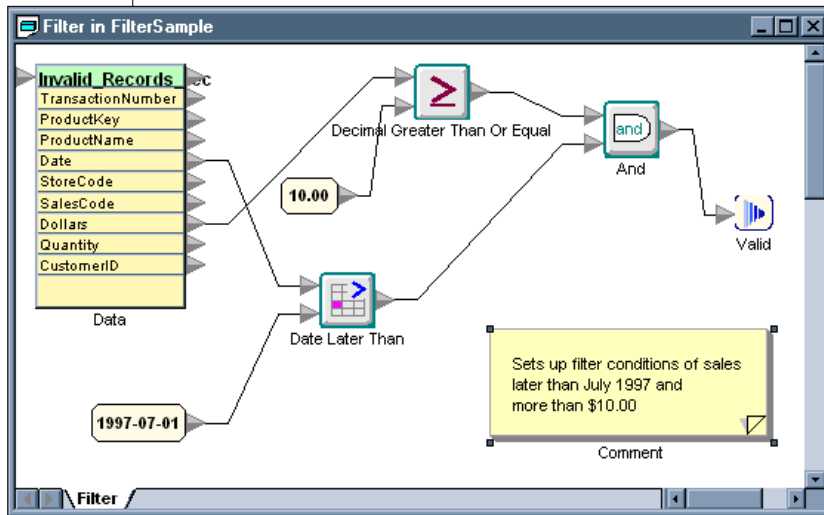 Filter in FilterSample
Invalid_Records_ ec
TransactionNumber
ProductKey
ProductName
Date
StoreCode
SalesCode
Dollars
Quantity
CustomerID
Data
≥
Decimal Greater Than Or Equal
10.00
and
And
Valid
>
Date Later Than
1997-07-01
Sets up filter conditions of sales
later than July 1997 and
more than $10.00
Comment
Filter